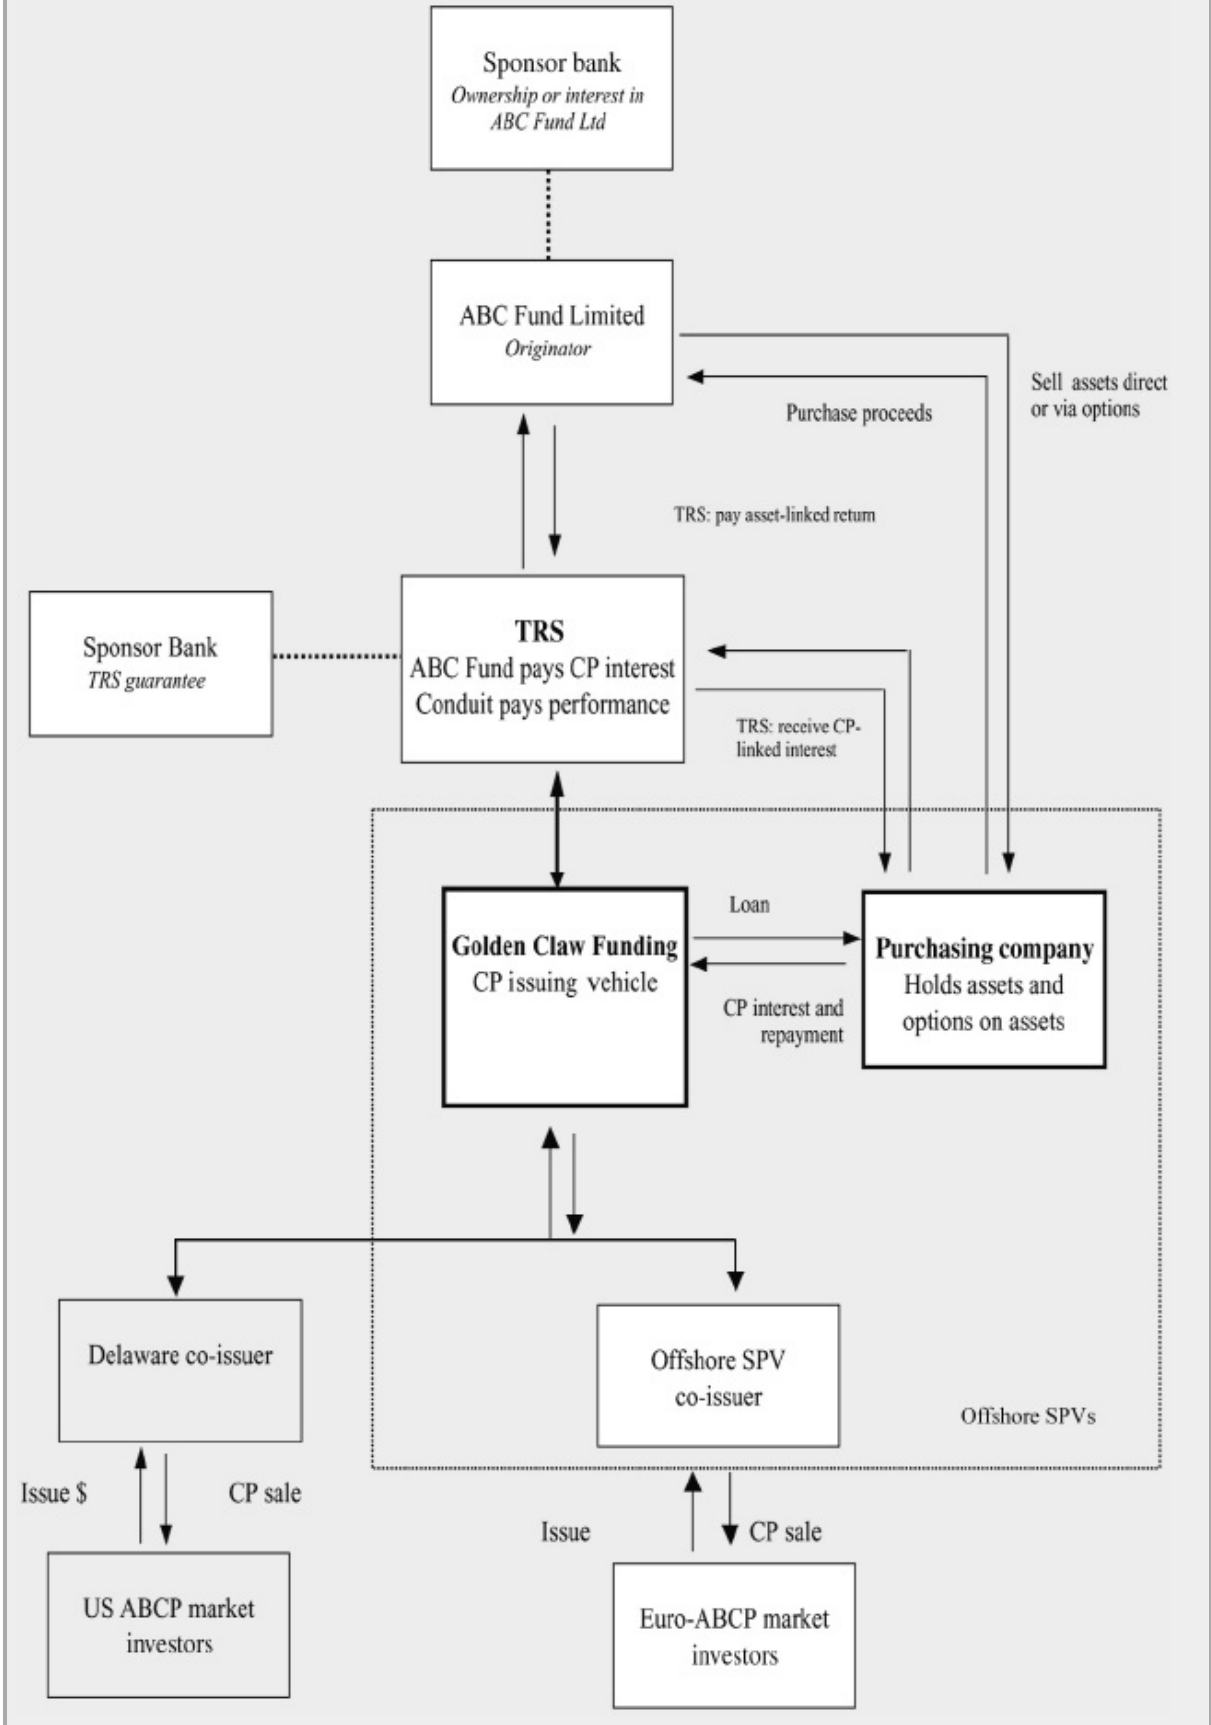 Sponsor bank
Ownership or interest in
ABC Fund Ltd
ABC Fund Limited
Originator
Sell assets direct
or via options
Purchase proceeds
TRS: pay asset-linked return
Sponsor Bank
TRS guarantee
TRS
ABC Fund pays CP interest
Conduit pays performance
TRS: receive CP-
linked interest
Golden Claw Funding
CP issuing vehicle
Loan
CP interest and
repayment
Purchasing company
Holds assets and
options on assets
Delaware co-issuer
Offshore SPV
co-issuer
Offshore SPVs
Issue $
CP sale
Issue
CP sale
US ABCP market
investors
Euro-ABCP market
investors